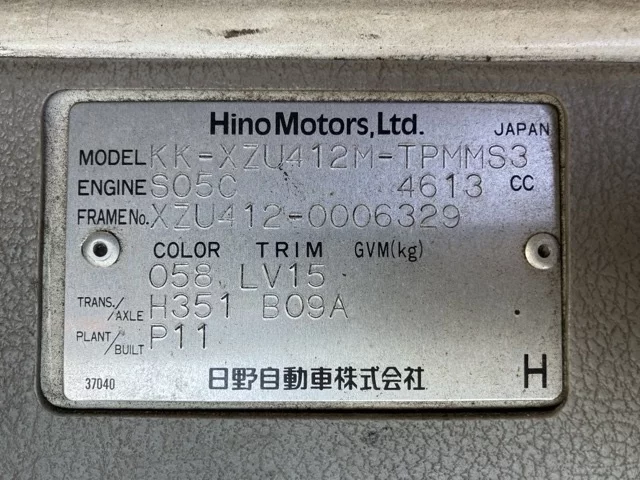 Hino Motors, Ltd. JAPAN
MODEL KK-XZU412M-TPMMS3
ENGINE S05C 4613 CC
FRAME No. XZU412-0006329
COLOR TRIM GVM(kg)
058 LV15
TRANS./AXLE H351 B09A
PLANT/BUILT P11
37040 日野自動車株式会社 H